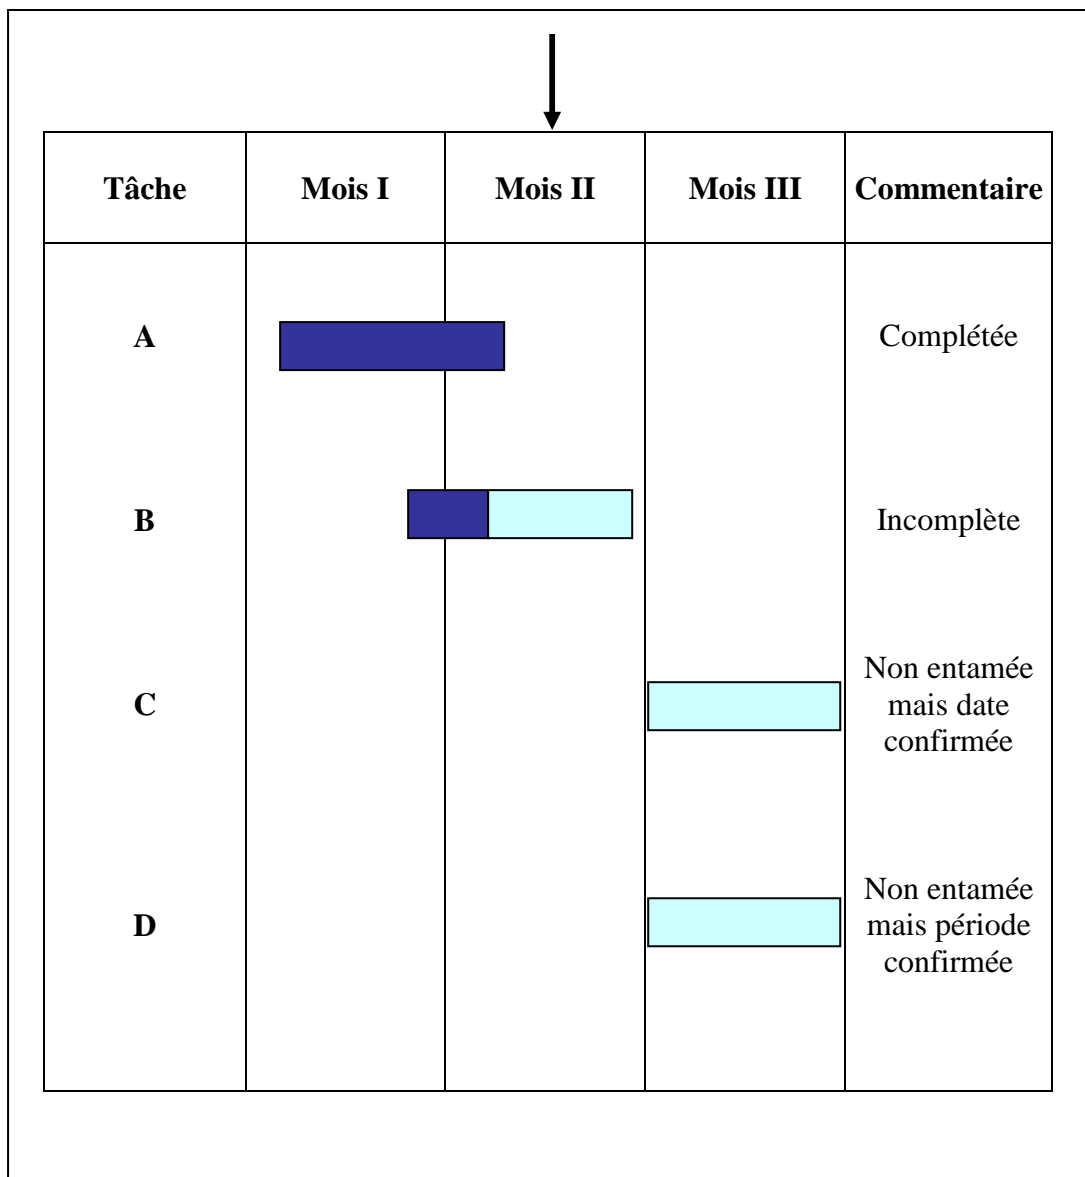 Tâche Mois I Mois II Mois III Commentaire
A Complétée
B Incomplète
C Non entamée
mais date
confirmée
D Non entamée
mais période
confirmée